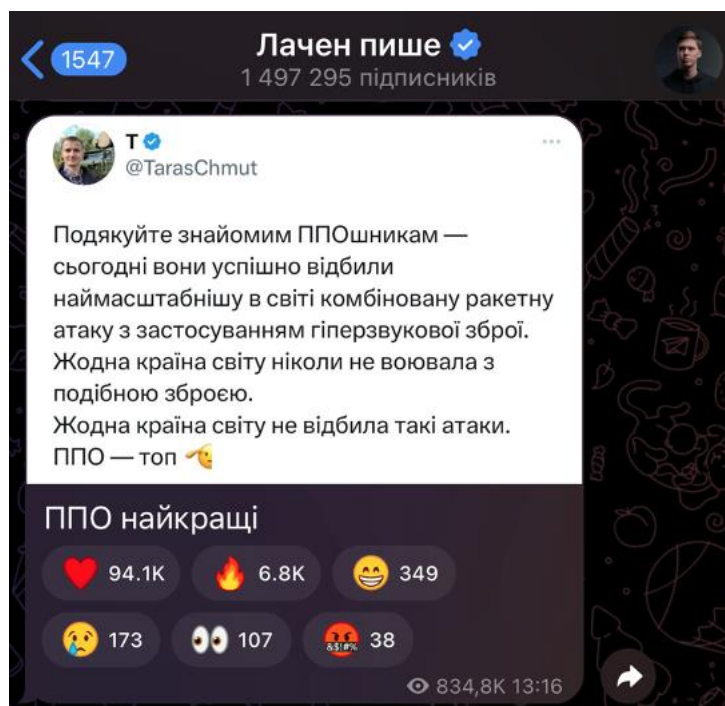 1547
Лачен пише
1 497 295 підписників
T
@TarasChmut
Подякуйте знайомим ППОшникам —
сьогодні вони успішно відбили
наймасштабнішу в світі комбіновану ракетну
атаку з застосуванням гіперзвукової зброї.
Жодна країна світу ніколи не воювала з
подібною зброєю.
Жодна країна світу не відбила такі атаки.
ППО — топ 🫡
ППО найкращі
❤️ 94.1K 🔥 6.8K 😁 349
😢 173 👀 107 🤬 38
834,8K 13:16